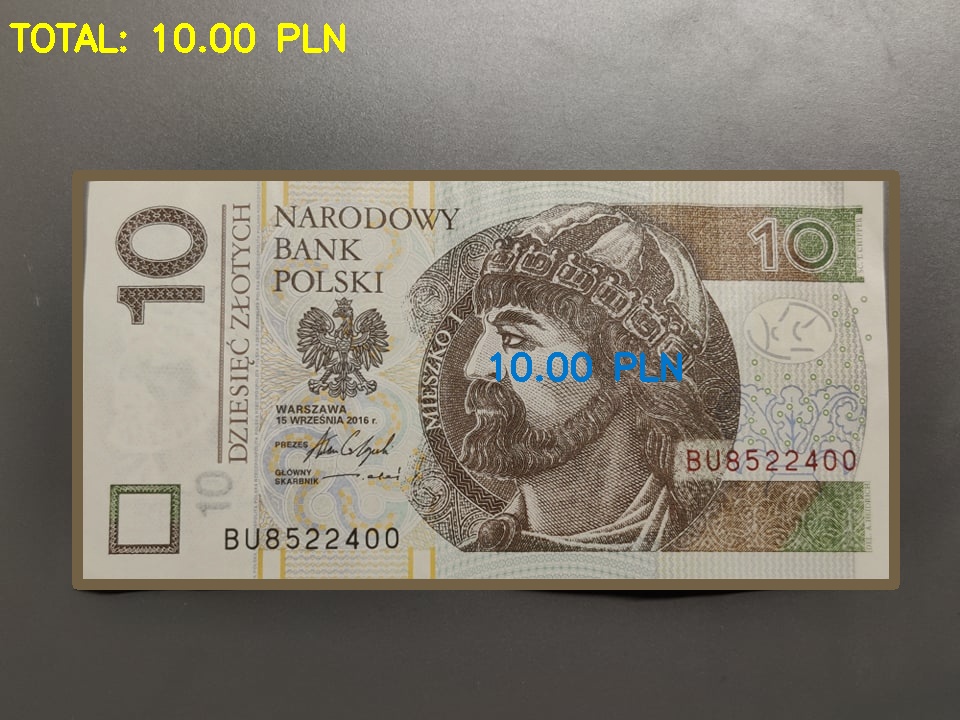 TOTAL: 10.00 PLN
10
DZIESIĘĆ ZŁOTYCH
NARODOWY
BANK
POLSKI
10
MIESZKO I
10.00 PLN
WARSZAWA
15 WRZEŚNIA 2016 r.
PREZES
GŁÓWNY
SKARBNIK
BU8522400
10
BU8522400